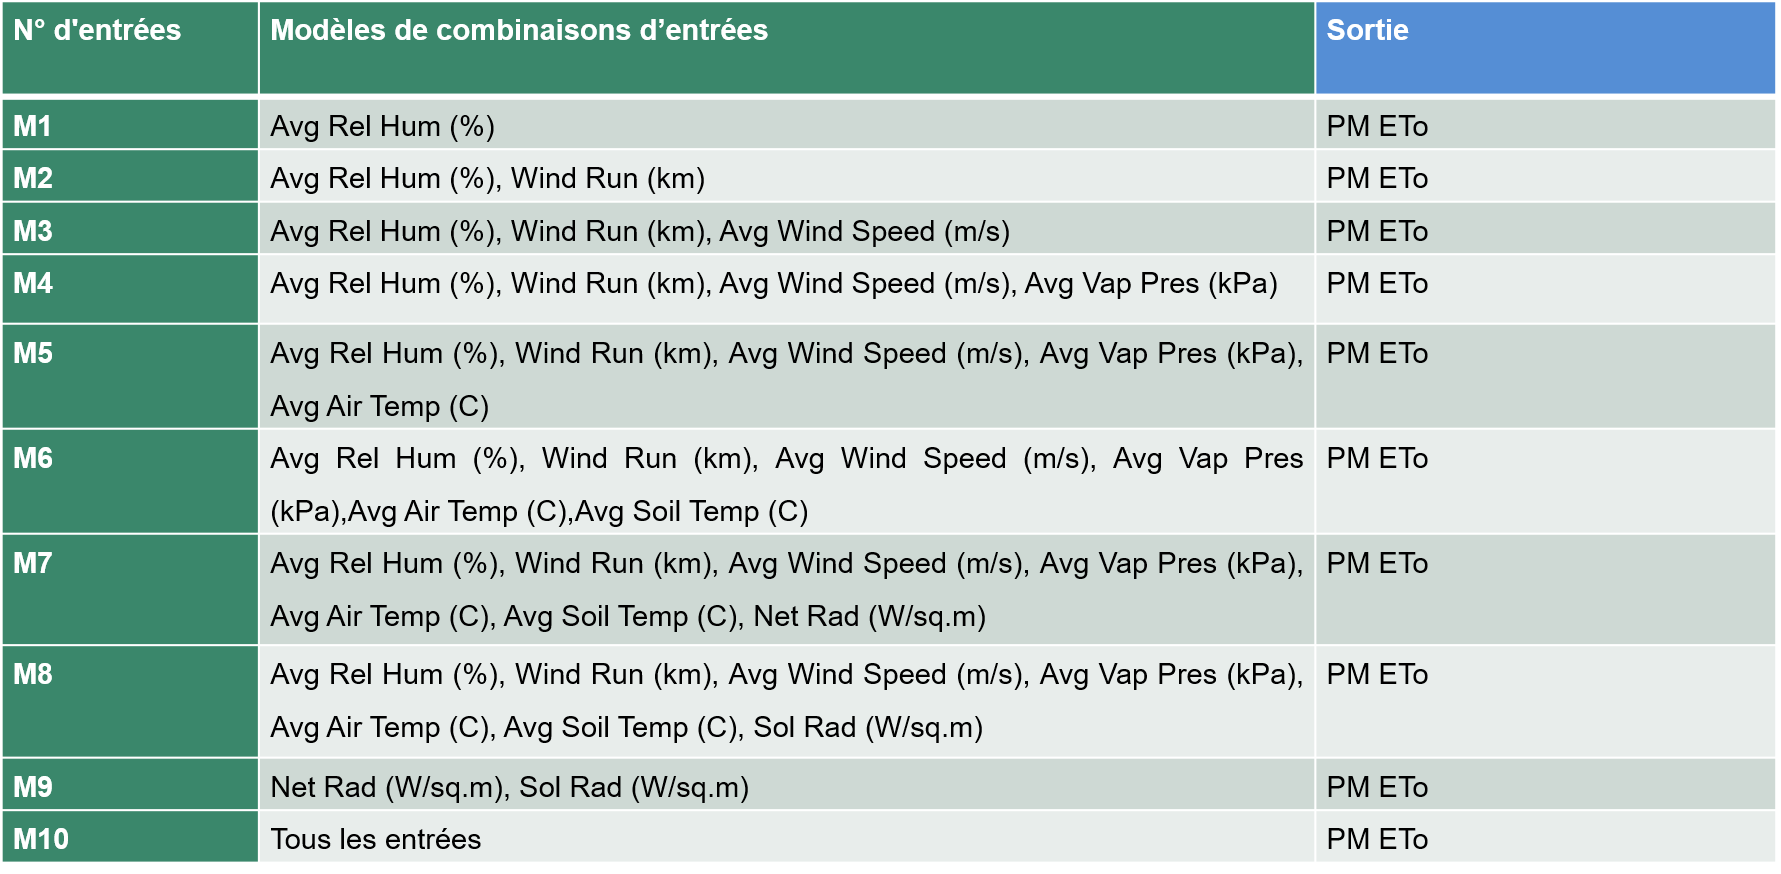 N° d'entrées Modèles de combinaisons d’entrées Sortie
M1 Avg Rel Hum (%) PM ETo
M2 Avg Rel Hum (%), Wind Run (km) PM ETo
M3 Avg Rel Hum (%), Wind Run (km), Avg Wind Speed (m/s) PM ETo
M4 Avg Rel Hum (%), Wind Run (km), Avg Wind Speed (m/s), Avg Vap Pres (kPa) PM ETo
M5 Avg Rel Hum (%), Wind Run (km), Avg Wind Speed (m/s), Avg Vap Pres (kPa), PM ETo
Avg Air Temp (C)
M6 Avg Rel Hum (%), Wind Run (km), Avg Wind Speed (m/s), Avg Vap Pres PM ETo
(kPa),Avg Air Temp (C),Avg Soil Temp (C)
M7 Avg Rel Hum (%), Wind Run (km), Avg Wind Speed (m/s), Avg Vap Pres (kPa), PM ETo
Avg Air Temp (C), Avg Soil Temp (C), Net Rad (W/sq.m)
M8 Avg Rel Hum (%), Wind Run (km), Avg Wind Speed (m/s), Avg Vap Pres (kPa), PM ETo
Avg Air Temp (C), Avg Soil Temp (C), Sol Rad (W/sq.m)
M9 Net Rad (W/sq.m), Sol Rad (W/sq.m) PM ETo
M10 Tous les entrées PM ETo